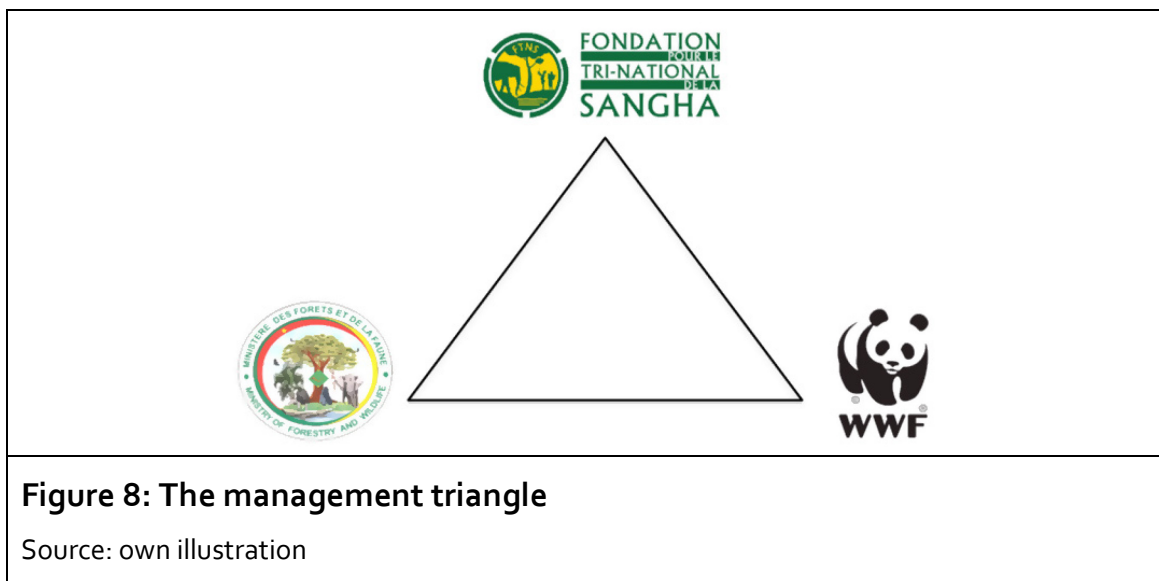 FTNS
FONDATION
POUR LE
TRI-NATIONAL
DE LA
SANGHA
MINISTERE DES FORETS ET DE LA FAUNE
MINISTRY OF FORESTRY AND WILDLIFE
©
®
WWF
Figure 8: The management triangle
Source: own illustration